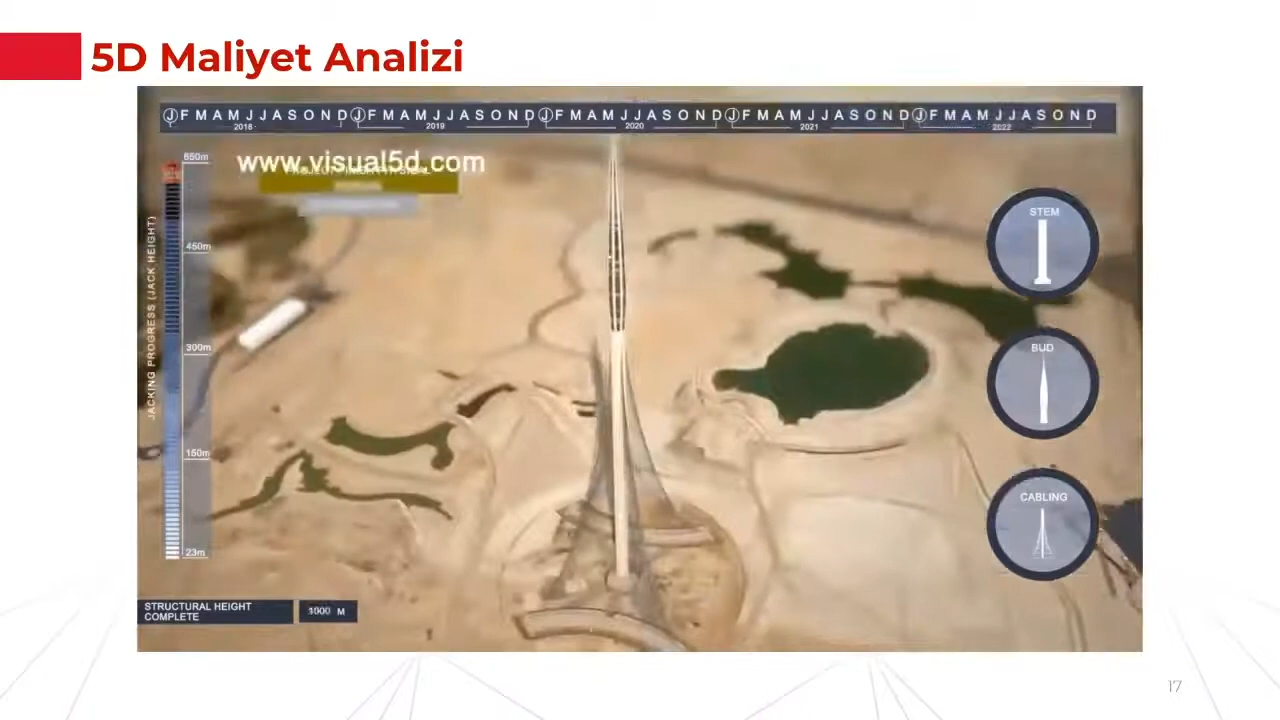 5D Maliyet Analizi
J F M A M J J A S O N D J F M A M J J A S O N D J F M A M J J A S O N D J F M A M J J A S O N D J F M A M J J A S O N D
2018 2019 2020 2021 2022
www.visual5d.com
650m
450m
300m
150m
23m
JACKING PROGRESS (JACK HEIGHT)
STEM
BUD
CABLING
STRUCTURAL HEIGHT
COMPLETE
M
17